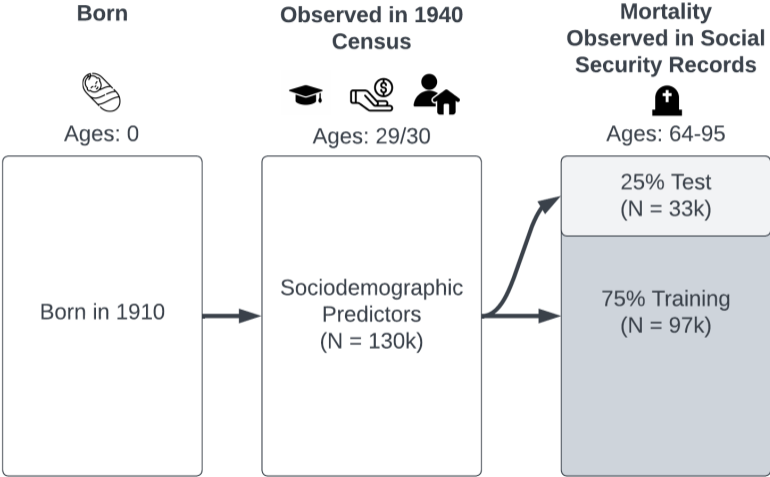 Born
Observed in 1940
Census
Mortality
Observed in Social
Security Records
$
Ages: 0
Ages: 29/30
Ages: 64-95
Born in 1910
Sociodemographic
Predictors
(N = 130k)
25% Test
(N = 33k)
75% Training
(N = 97k)